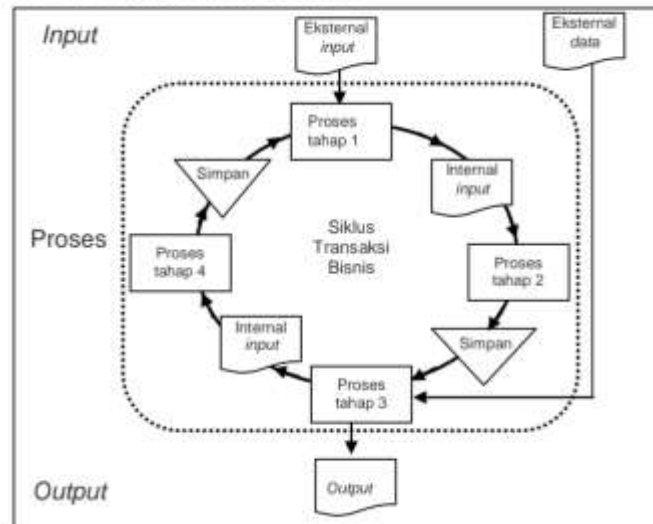 Input
Eksternal
input
Eksternal
data
Proses
tahap 1
Simpan
Internal
input
Proses
Siklus
Transaksi
Bisnis
Proses
tahap 4
Proses
tahap 2
Internal
input
Simpan
Proses
tahap 3
Output
Output